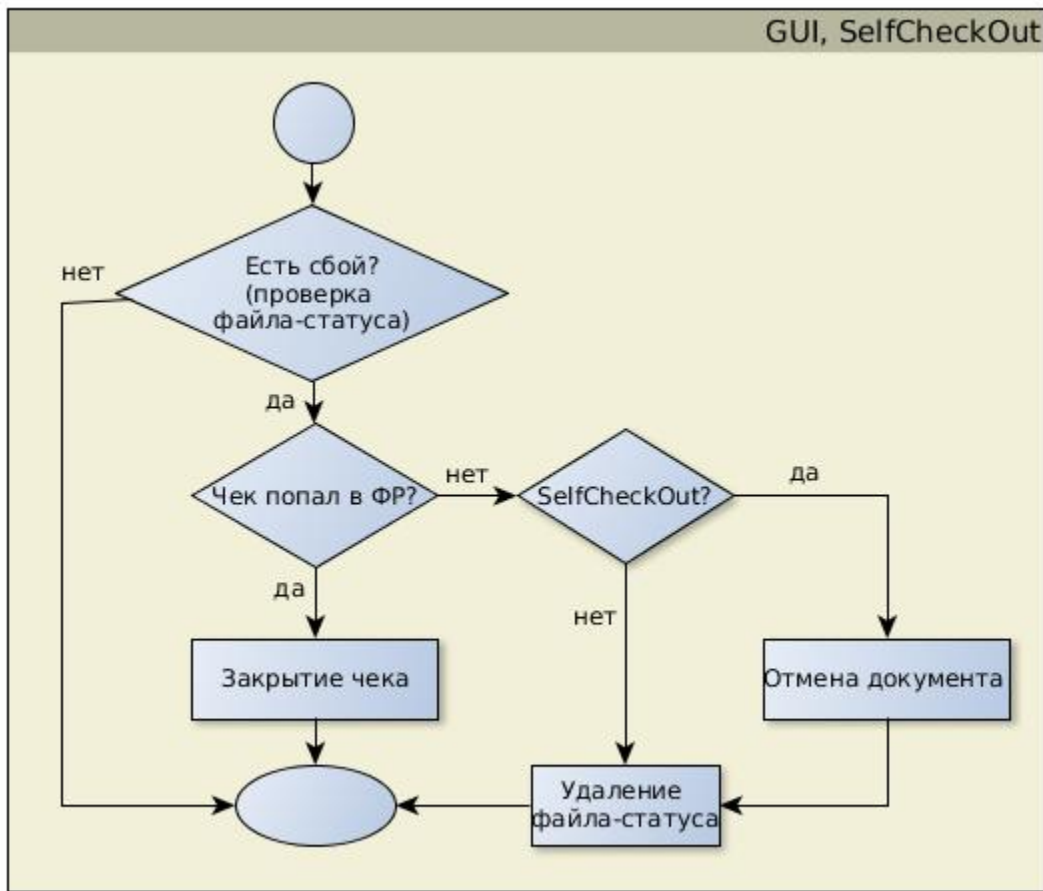 GUI, SelfCheckOut
Есть сбой?
(проверка
файла-статуса)
нет
да
Чек попал в ФР?
нет
SelfCheckOut?
да
да
нет
Закрытие чека
Отмена документа
Удаление
файла-статуса